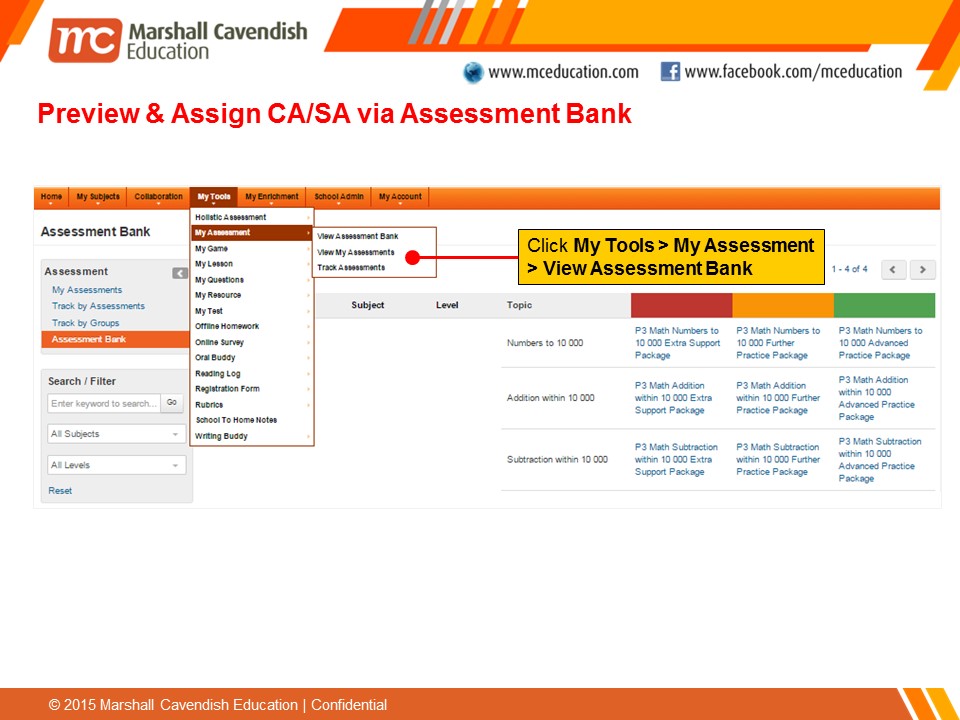 mc Marshall Cavendish
Education
www.mceducation.com
f www.facebook.com/mceducation
Preview & Assign CA/SA via Assessment Bank
Home My Subjects Collaboration My Tools My Enrichment School Admin My Account
Assessment Bank
Assessment
My Assessments
Track by Assessments
Track by Groups
Assessment Bank
Search / Filter
Enter keyword to search... Go
All Subjects
All Levels
Reset
Holistic Assessment
My Assessment
My Game
My Lesson
My Questions
My Resource
My Test
Offline Homework
Online Survey
Oral Buddy
Reading Log
Registration Form
Rubrics
School To Home Notes
Writing Buddy
View Assessment Bank
View My Assessments
Track Assessments
Click My Tools > My Assessment
> View Assessment Bank
1 - 4 of 4
Subject Level Topic
Numbers to 10 000
P3 Math Numbers to
10 000 Extra Support
Package
P3 Math Numbers to
10 000 Further
Practice Package
P3 Math Numbers to
10 000 Advanced
Practice Package
Addition within 10 000
P3 Math Addition
within 10 000 Extra
Support Package
P3 Math Addition
within 10 000 Further
Practice Package
P3 Math Addition
within 10 000
Advanced Practice
Package
Subtraction within 10 000
P3 Math Subtraction
within 10 000 Extra
Support Package
P3 Math Subtraction
within 10 000 Further
Practice Package
P3 Math Subtraction
within 10 000
Advanced Practice
Package
© 2015 Marshall Cavendish Education | Confidential